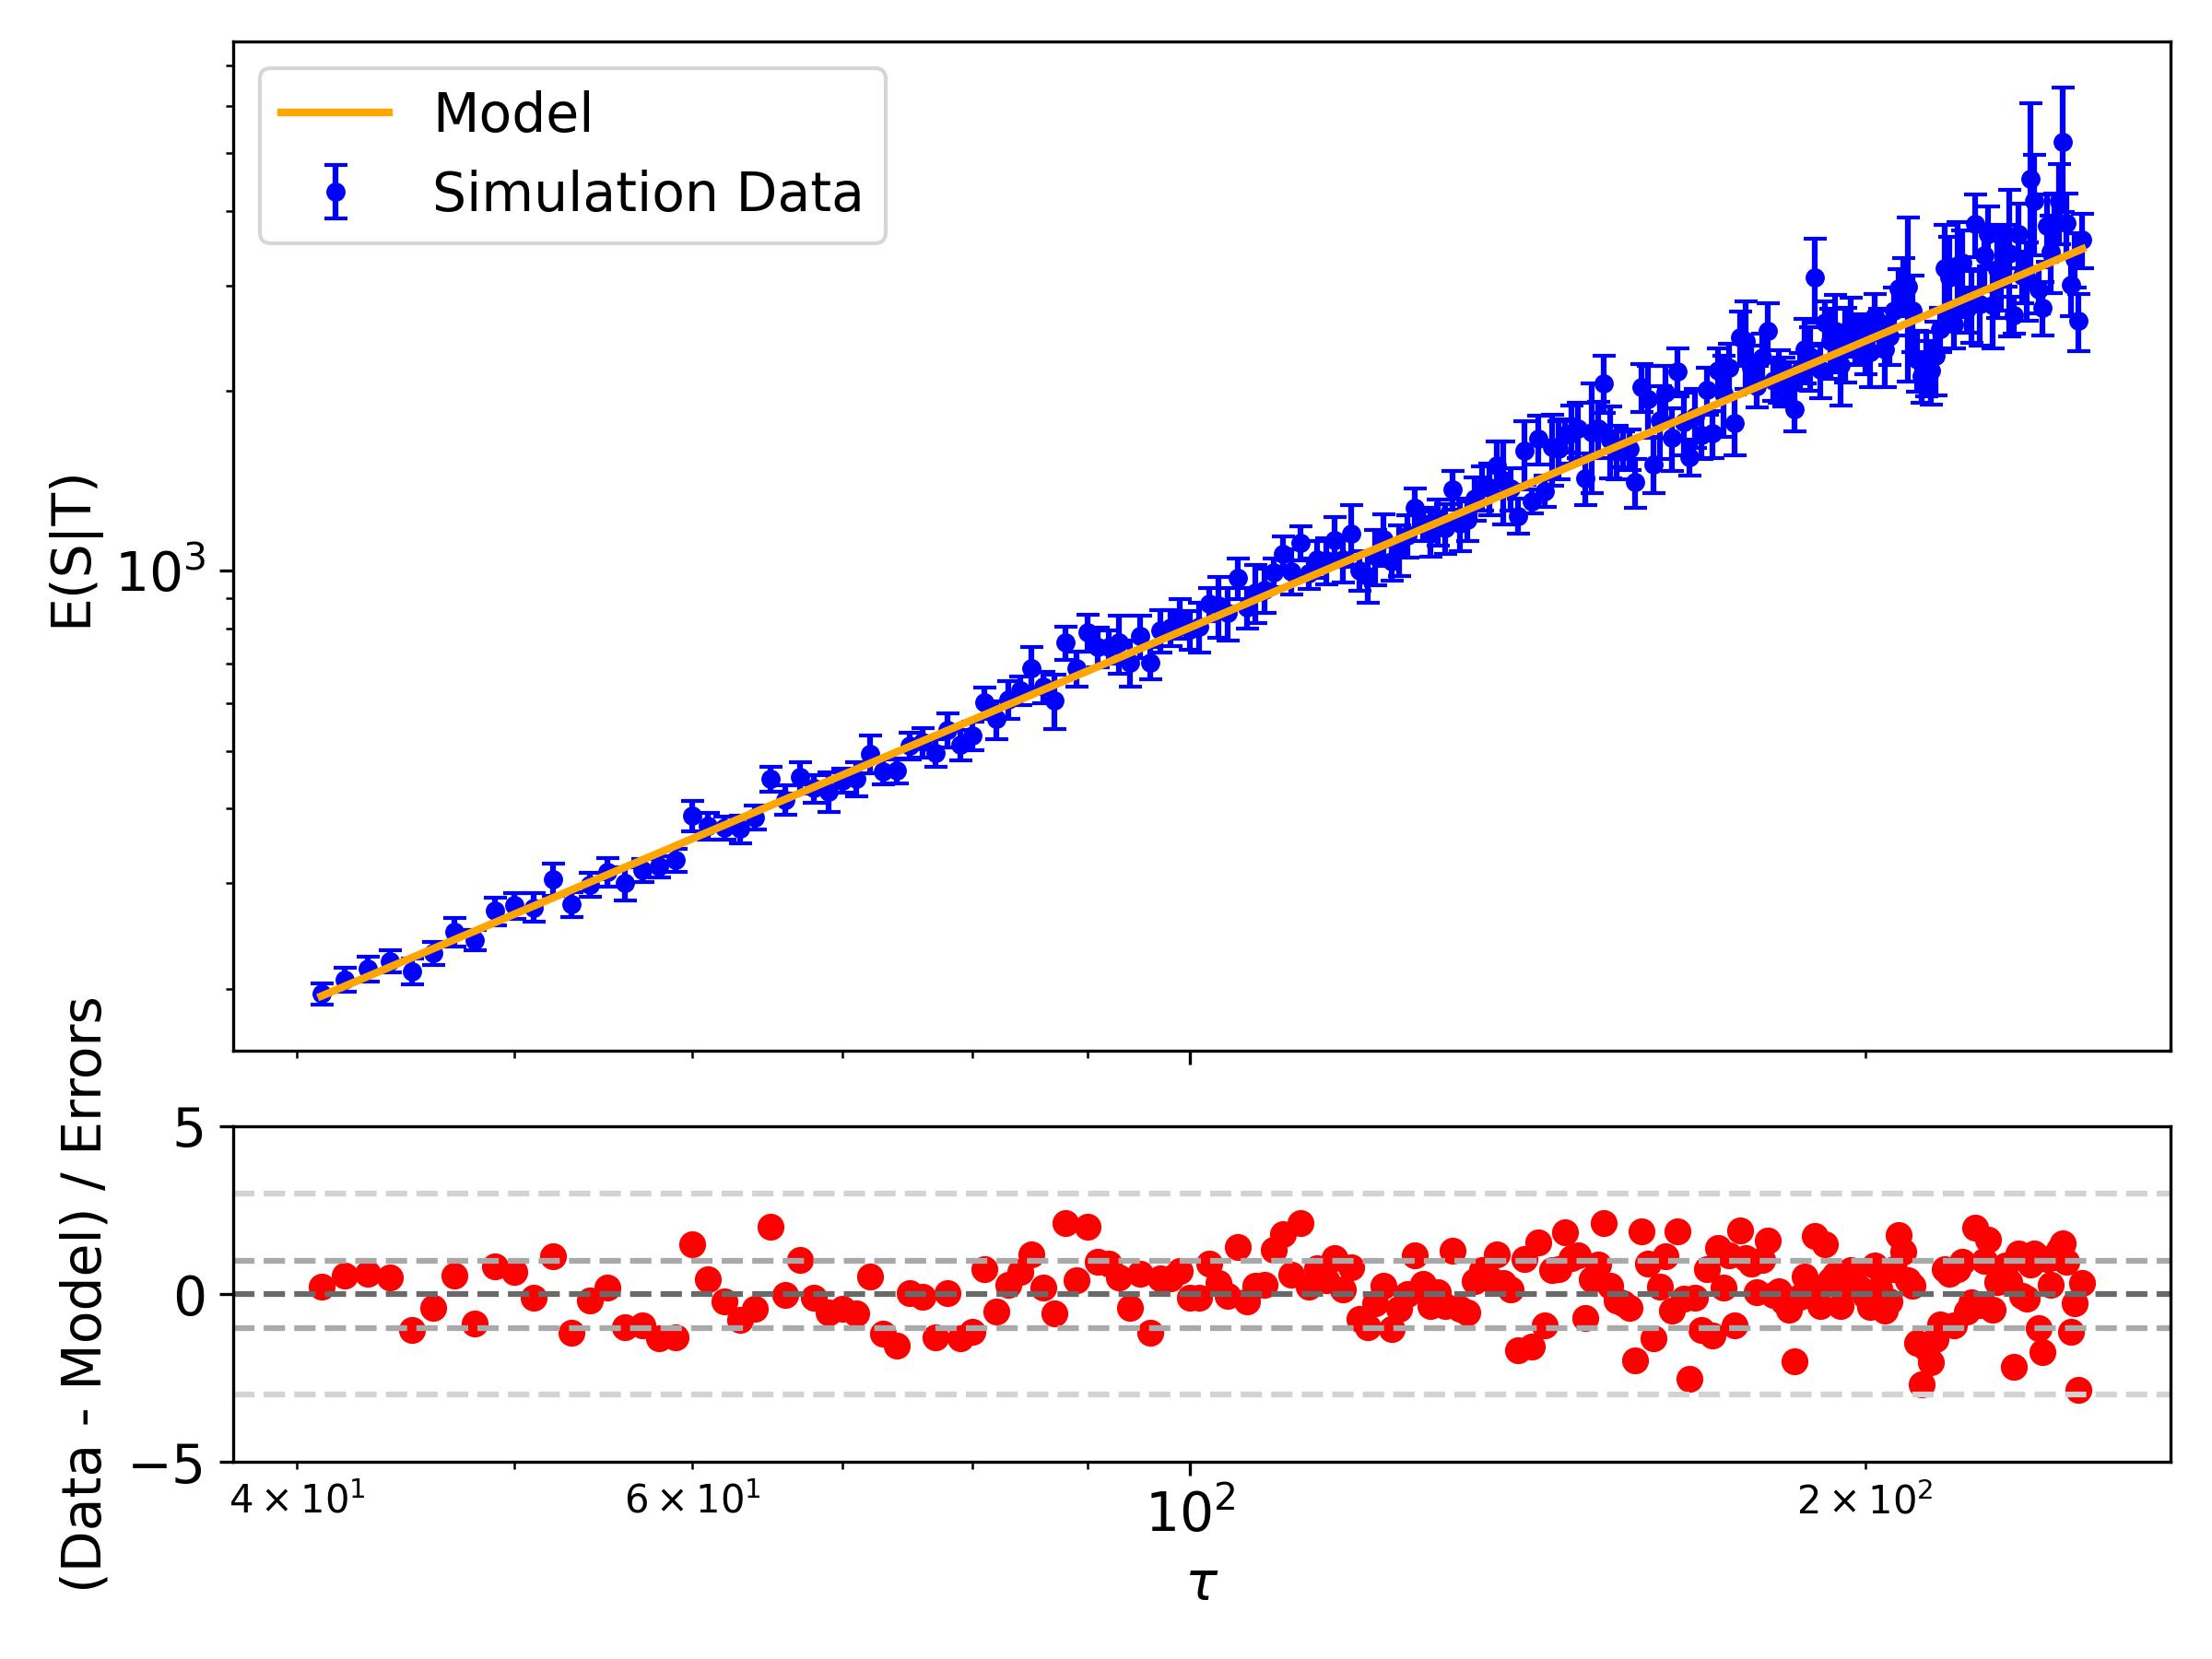 Model
Simulation Data
E(S|T)
10³
(Data - Model) / Errors
5
0
−5
4 × 10¹
6 × 10¹
10²
2 × 10²
τ